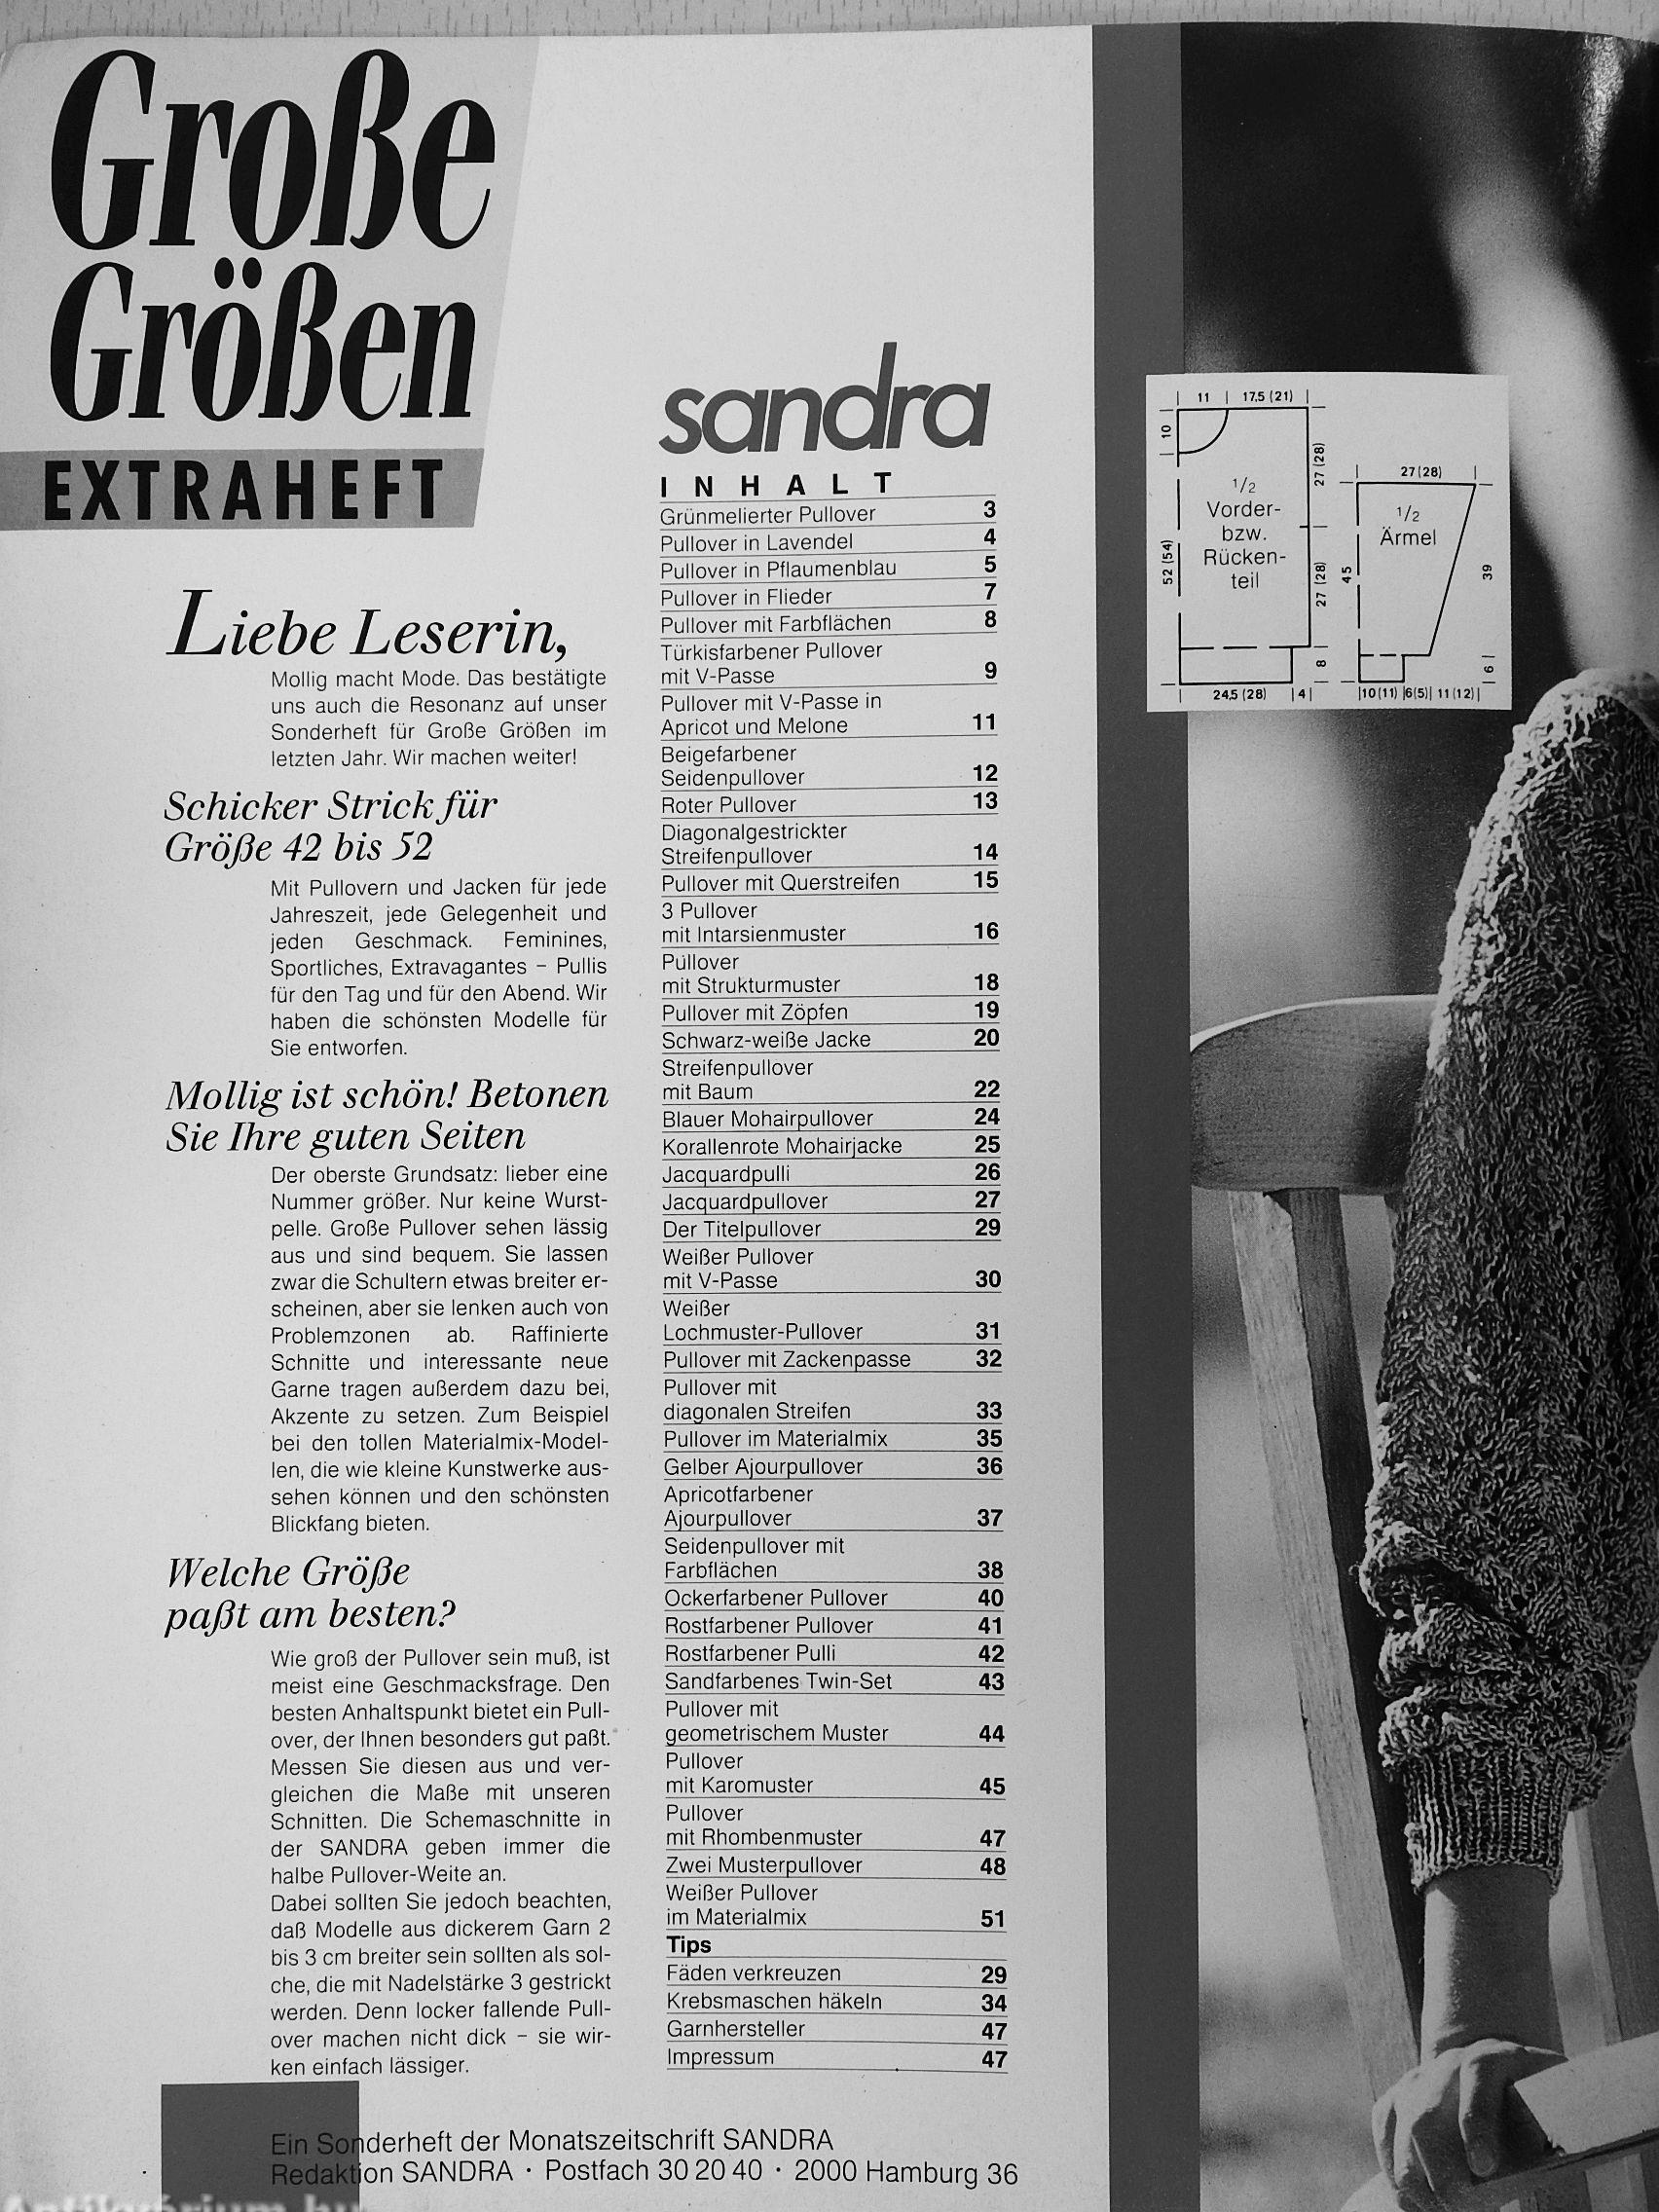 Große
Größen
EXTRAHEFT
Liebe Leserin,
Mollig macht Mode. Das bestätigte
uns auch die Resonanz auf unser
Sonderheft für Große Größen im
letzten Jahr. Wir machen weiter!
Schicker Strick für
Größe 42 bis 52
Mit Pullovern und Jacken für jede
Jahreszeit, jede Gelegenheit und
jeden Geschmack. Feminines,
Sportliches, Extravagantes – Pullis
für den Tag und für den Abend. Wir
haben die schönsten Modelle für
Sie entworfen.
Mollig ist schön! Betonen
Sie Ihre guten Seiten
Der oberste Grundsatz: lieber eine
Nummer größer. Nur keine Wurst-
pelle. Große Pullover sehen lässig
aus und sind bequem. Sie lassen
zwar die Schultern etwas breiter er-
scheinen, aber sie lenken auch von
Problemzonen ab. Raffinierte
Schnitte und interessante neue
Garne tragen außerdem dazu bei,
Akzente zu setzen. Zum Beispiel
bei den tollen Materialmix-Model-
len, die wie kleine Kunstwerke aus-
sehen können und den schönsten
Blickfang bieten.
Welche Größe
paßt am besten?
Wie groß der Pullover sein muß, ist
meist eine Geschmacksfrage. Den
besten Anhaltspunkt bietet ein Pull-
over, der Ihnen besonders gut paßt.
Messen Sie diesen aus und ver-
gleichen die Maße mit unseren
Schnitten. Die Schemaschnitte in
der SANDRA geben immer die
halbe Pullover-Weite an.
Dabei sollten Sie jedoch beachten,
daß Modelle aus dickerem Garn 2
bis 3 cm breiter sein sollten als sol-
che, die mit Nadelstärke 3 gestrickt
werden. Denn locker fallende Pull-
over machen nicht dick – sie wir-
ken einfach lässiger.
sandra
INHALT
Grünmelierter Pullover 3
Pullover in Lavendel 4
Pullover in Pflaumenblau 5
Pullover in Flieder 7
Pullover mit Farbflächen 8
Türkisfarbener Pullover
mit V-Passe 9
Pullover mit V-Passe in
Apricot und Melone 11
Beigefarbener
Seidenpullover 12
Roter Pullover 13
Diagonalgestrickter
Streifenpullover 14
Pullover mit Querstreifen 15
3 Pullover
mit Intarsienmuster 16
Pullover
mit Strukturmuster 18
Pullover mit Zöpfen 19
Schwarz-weiße Jacke 20
Streifenpullover
mit Baum 22
Blauer Mohairpullover 24
Korallenrote Mohairjacke 25
Jacquardpulli 26
Jacquardpullover 27
Der Titelpullover 29
Weißer Pullover
mit V-Passe 30
Weißer
Lochmuster-Pullover 31
Pullover mit Zackenpasse 32
Pullover mit
diagonalen Streifen 33
Pullover im Materialmix 35
Gelber Ajourpullover 36
Apricotfarbener
Ajourpullover 37
Seidenpullover mit
Farbflächen 38
Ockerfarbener Pullover 40
Rostfarbener Pullover 41
Rostfarbener Pulli 42
Sandfarbenes Twin-Set 43
Pullover mit
geometrischem Muster 44
Pullover
mit Karomuster 45
Pullover
mit Rhombenmuster 47
Zwei Musterpullover 48
Weißer Pullover
im Materialmix 51
Tips
Fäden verkreuzen 29
Krebsmaschen häkeln 34
Garnhersteller 47
Impressum 47
11 17,5 (21)
10
52 (54)
1/2
Vorder-
bzw.
Rücken-
teil
27 (28)
27 (28)
8
24,5 (28) 4
27 (28)
1/2
Ärmel
45
39
6
10 (11) 6(5) 11 (12)
Ein Sonderheft der Monatszeitschrift SANDRA
Redaktion SANDRA · Postfach 30 20 40 · 2000 Hamburg 36
Antikvárium.hu